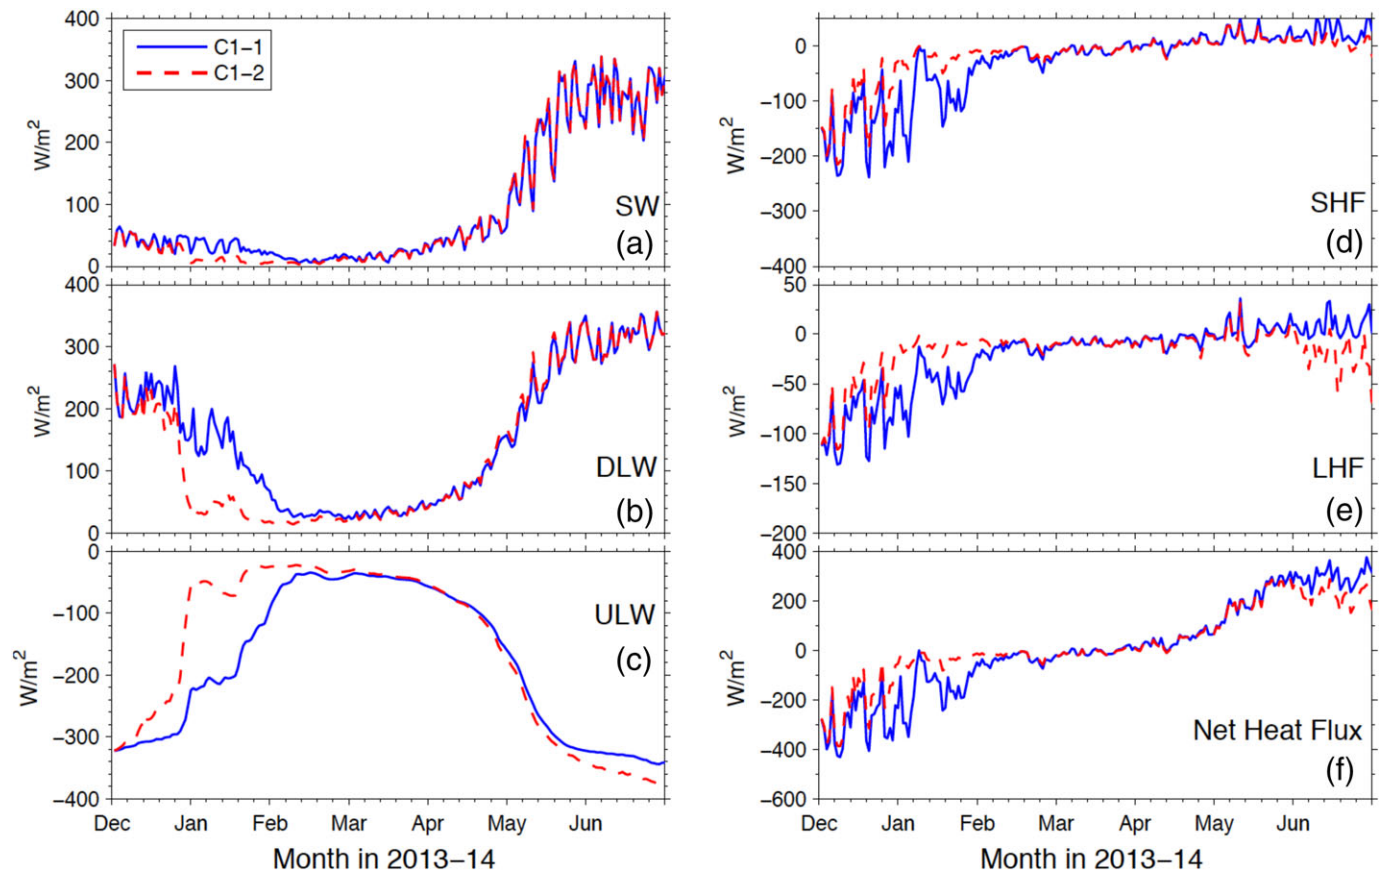 400
300
200
100
0
W/m²
C1−1
C1−2
SW
(a)
400
300
200
100
0
W/m²
DLW
(b)
0
−100
−200
−300
−400
W/m²
ULW
(c)
Dec Jan Feb Mar Apr May Jun
Month in 2013−14
0
−100
−200
−300
−400
W/m²
SHF
(d)
50
0
−50
−100
−150
−200
W/m²
LHF
(e)
400
200
0
−200
−400
−600
W/m²
Net Heat Flux
(f)
Dec Jan Feb Mar Apr May Jun
Month in 2013−14